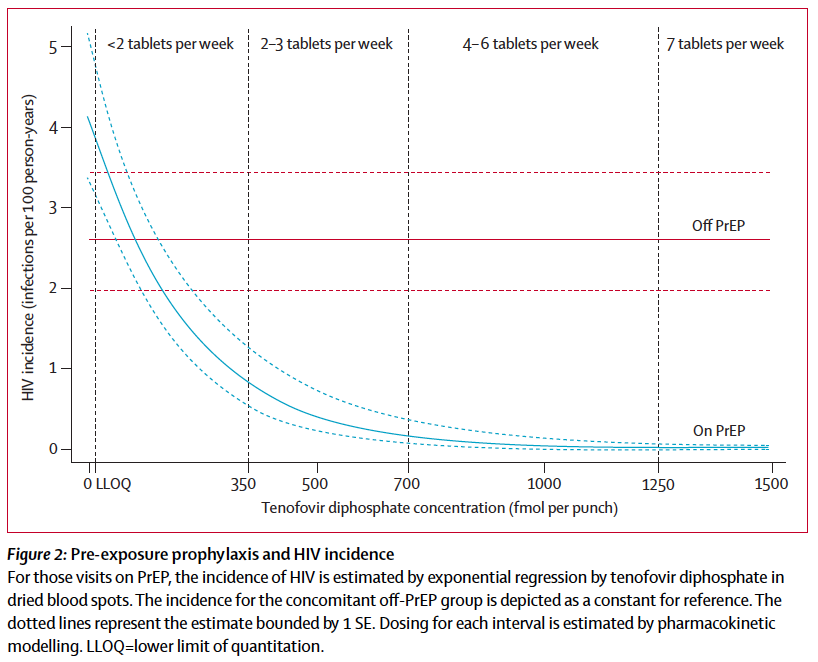 <2 tablets per week 2–3 tablets per week 4–6 tablets per week 7 tablets per week
5
4
3
2
1
0
HIV incidence (infections per 100 person-years)
Off PrEP
On PrEP
0 LLOQ 350 500 700 1000 1250 1500
Tenofovir diphosphate concentration (fmol per punch)
Figure 2: Pre-exposure prophylaxis and HIV incidence
For those visits on PrEP, the incidence of HIV is estimated by exponential regression by tenofovir diphosphate in
dried blood spots. The incidence for the concomitant off-PrEP group is depicted as a constant for reference. The
dotted lines represent the estimate bounded by 1 SE. Dosing for each interval is estimated by pharmacokinetic
modelling. LLOQ=lower limit of quantitation.